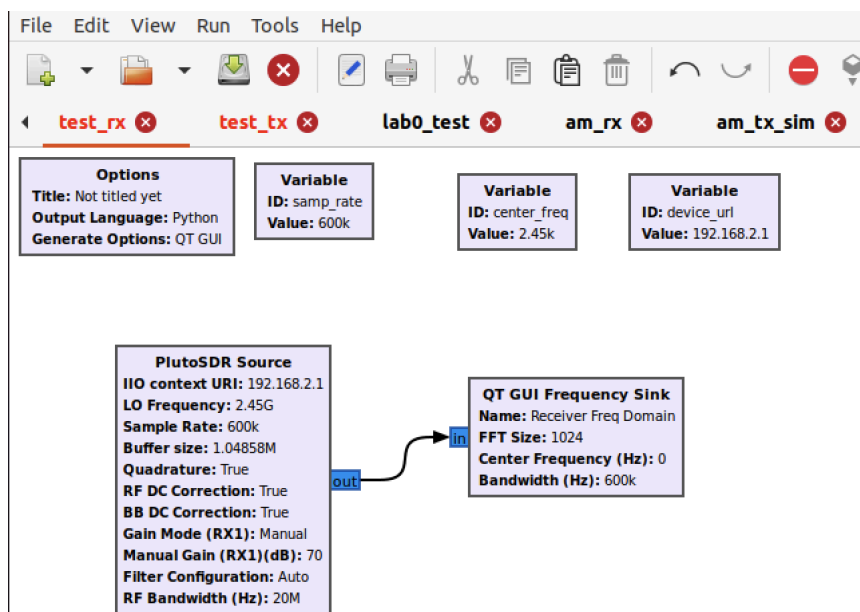 File Edit View Run Tools Help
test_rx test_tx lab0_test am_rx am_tx_sim
Options
Title: Not titled yet
Output Language: Python
Generate Options: QT GUI
Variable
ID: samp_rate
Value: 600k
Variable
ID: center_freq
Value: 2.45k
Variable
ID: device_url
Value: 192.168.2.1
PlutoSDR Source
IIO context URI: 192.168.2.1
LO Frequency: 2.45G
Sample Rate: 600k
Buffer size: 1.04858M
Quadrature: True
RF DC Correction: True
BB DC Correction: True
Gain Mode (RX1): Manual
Manual Gain (RX1)(dB): 70
Filter Configuration: Auto
RF Bandwidth (Hz): 20M
out
in
QT GUI Frequency Sink
Name: Receiver Freq Domain
FFT Size: 1024
Center Frequency (Hz): 0
Bandwidth (Hz): 600k